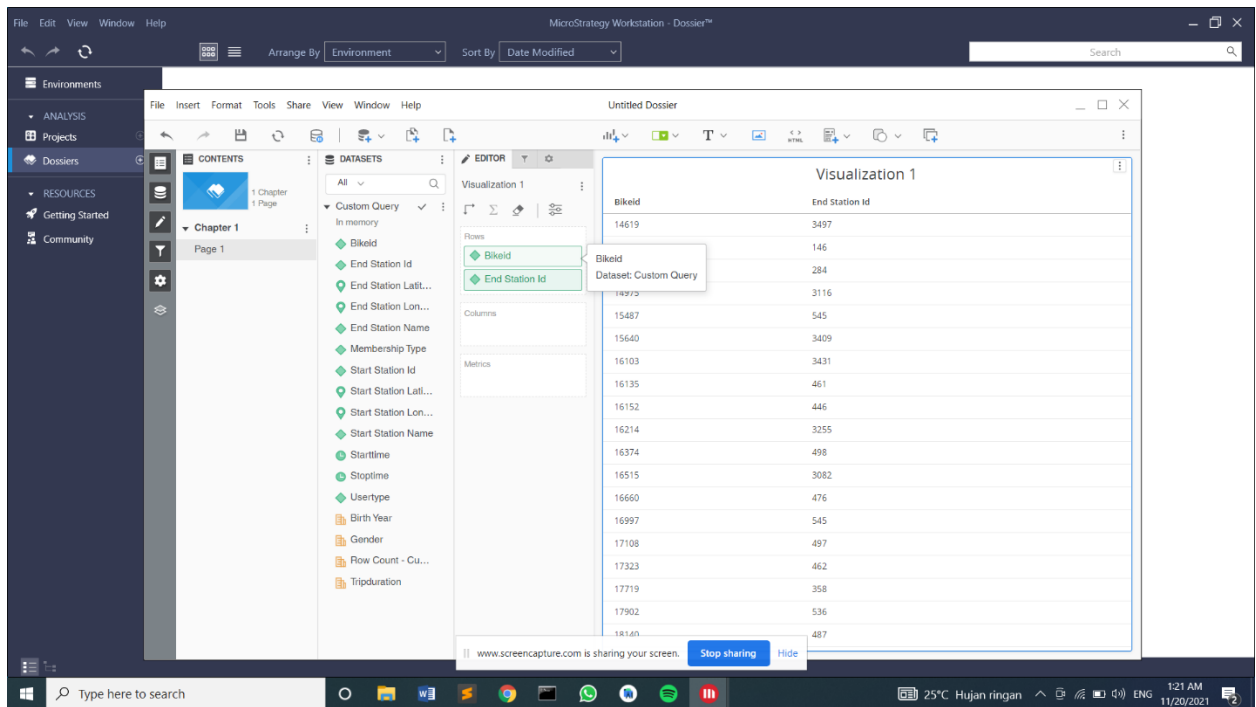 File Edit View Window Help
MicroStrategy Workstation - Dossier™
Arrange By Environment
Sort By Date Modified
Search
Environments
ANALYSIS
Projects
Dossiers
RESOURCES
Getting Started
Community
File Insert Format Tools Share View Window Help
Untitled Dossier
T
HTML
CONTENTS
1 Chapter
1 Page
Chapter 1
Page 1
DATASETS
All
Custom Query
In memory
Bikeid
End Station Id
End Station Latit...
End Station Lon...
End Station Name
Membership Type
Start Station Id
Start Station Lati...
Start Station Lon...
Start Station Name
Starttime
Stoptime
Usertype
Birth Year
Gender
Row Count - Cu...
Tripduration
EDITOR
Visualization 1
Rows
Bikeid
End Station Id
Columns
Metrics
Bikeid
Dataset: Custom Query
Visualization 1
Bikeid End Station Id
14619 3497
146
284
14975 3116
15487 545
15640 3409
16103 3431
16135 461
16152 446
16214 3255
16374 498
16515 3082
16660 476
16997 545
17108 497
17323 462
17719 358
17902 536
18140 487
www.screencapture.com is sharing your screen. Stop sharing Hide
Type here to search
25°C Hujan ringan
ENG
1:21 AM
11/20/2021
2